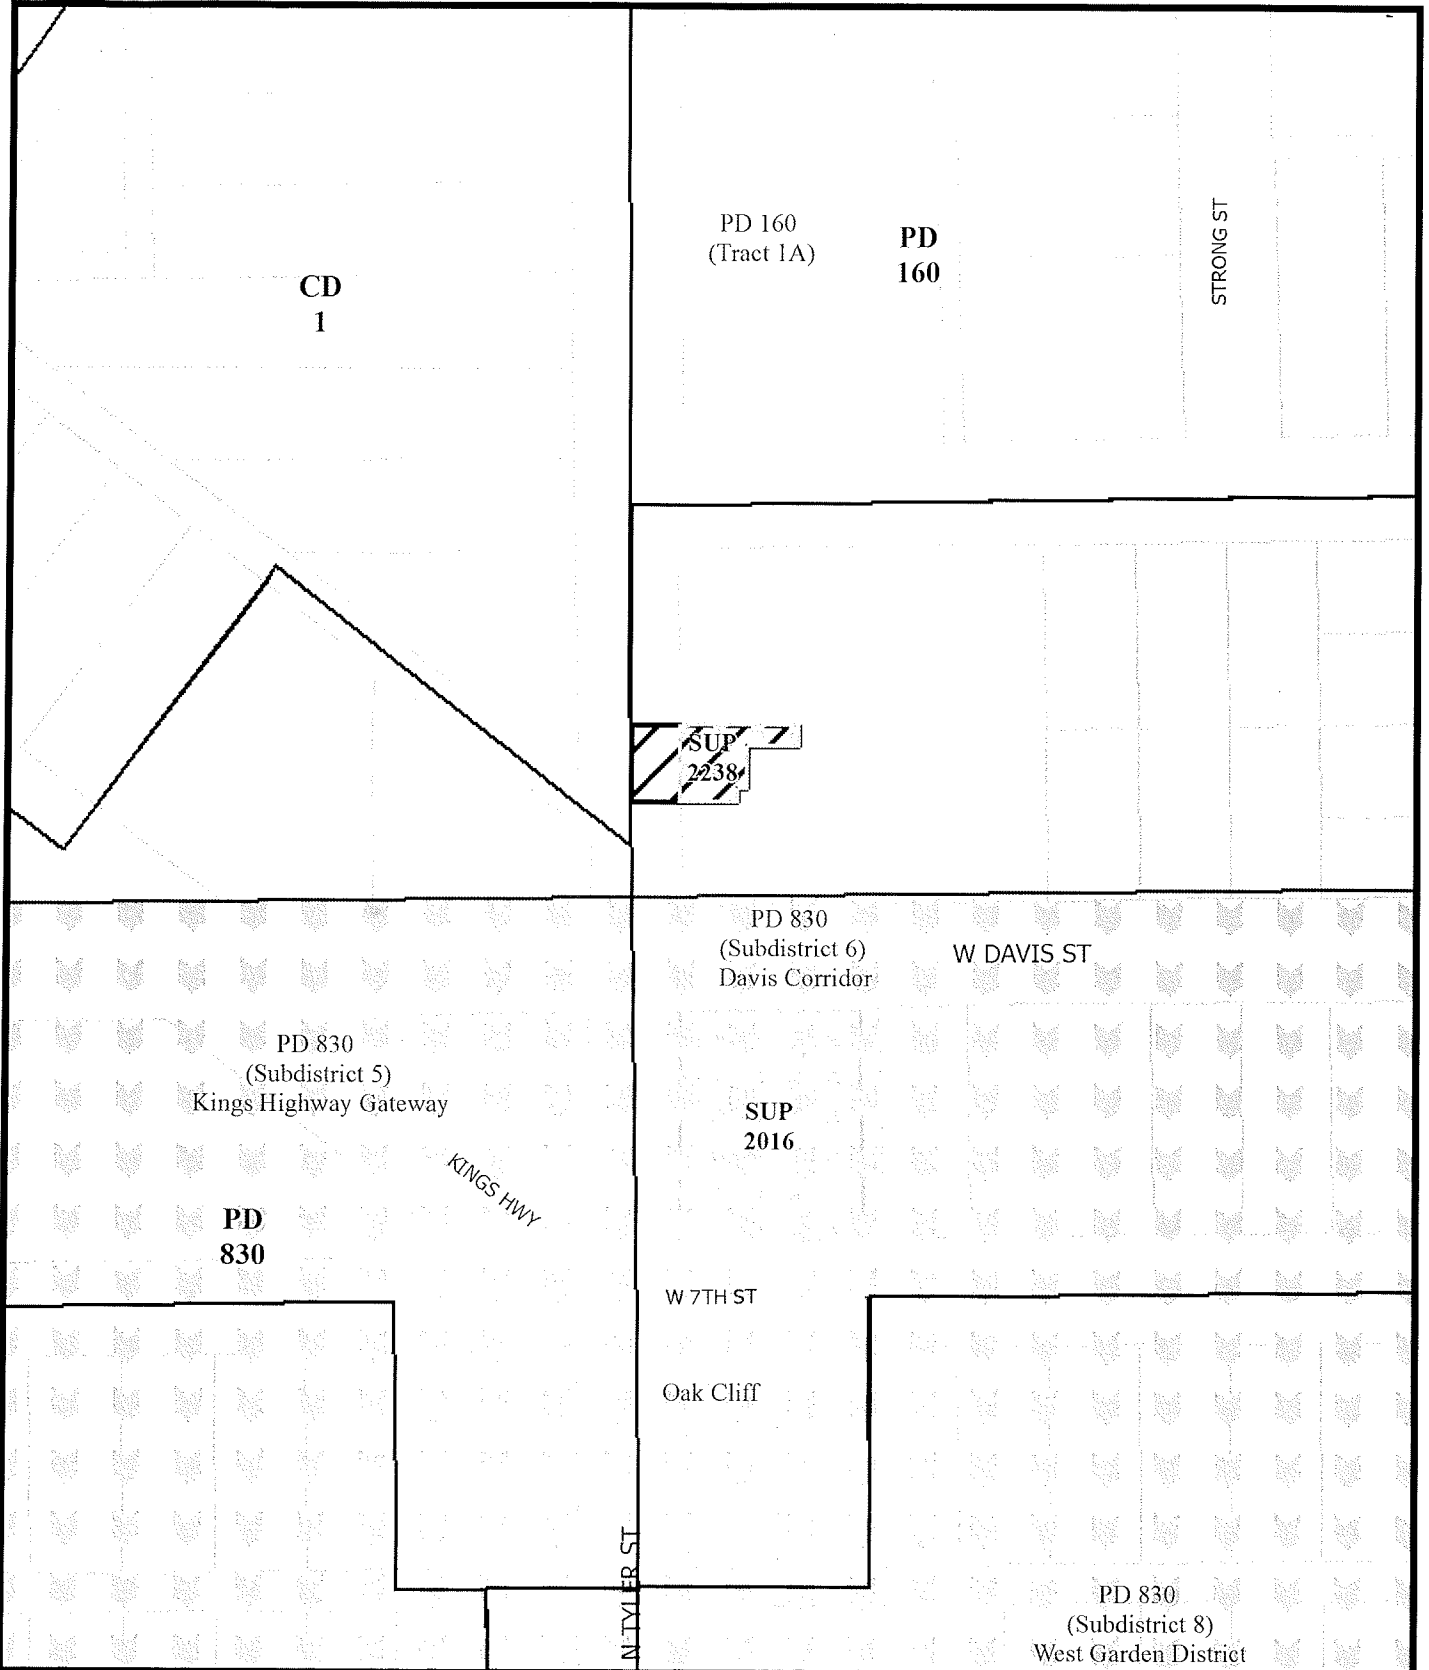 PD 160
(Tract 1A)
PD
160
STRONG ST
CD
1
SUP
2238
PD 830
(Subdistrict 6)
Davis Corridor
W DAVIS ST
PD 830
(Subdistrict 5)
Kings Highway Gateway
SUP
2016
KINGS HWY
PD
830
W 7TH ST
Oak Cliff
N TYLER ST
PD 830
(Subdistrict 8)
West Garden District